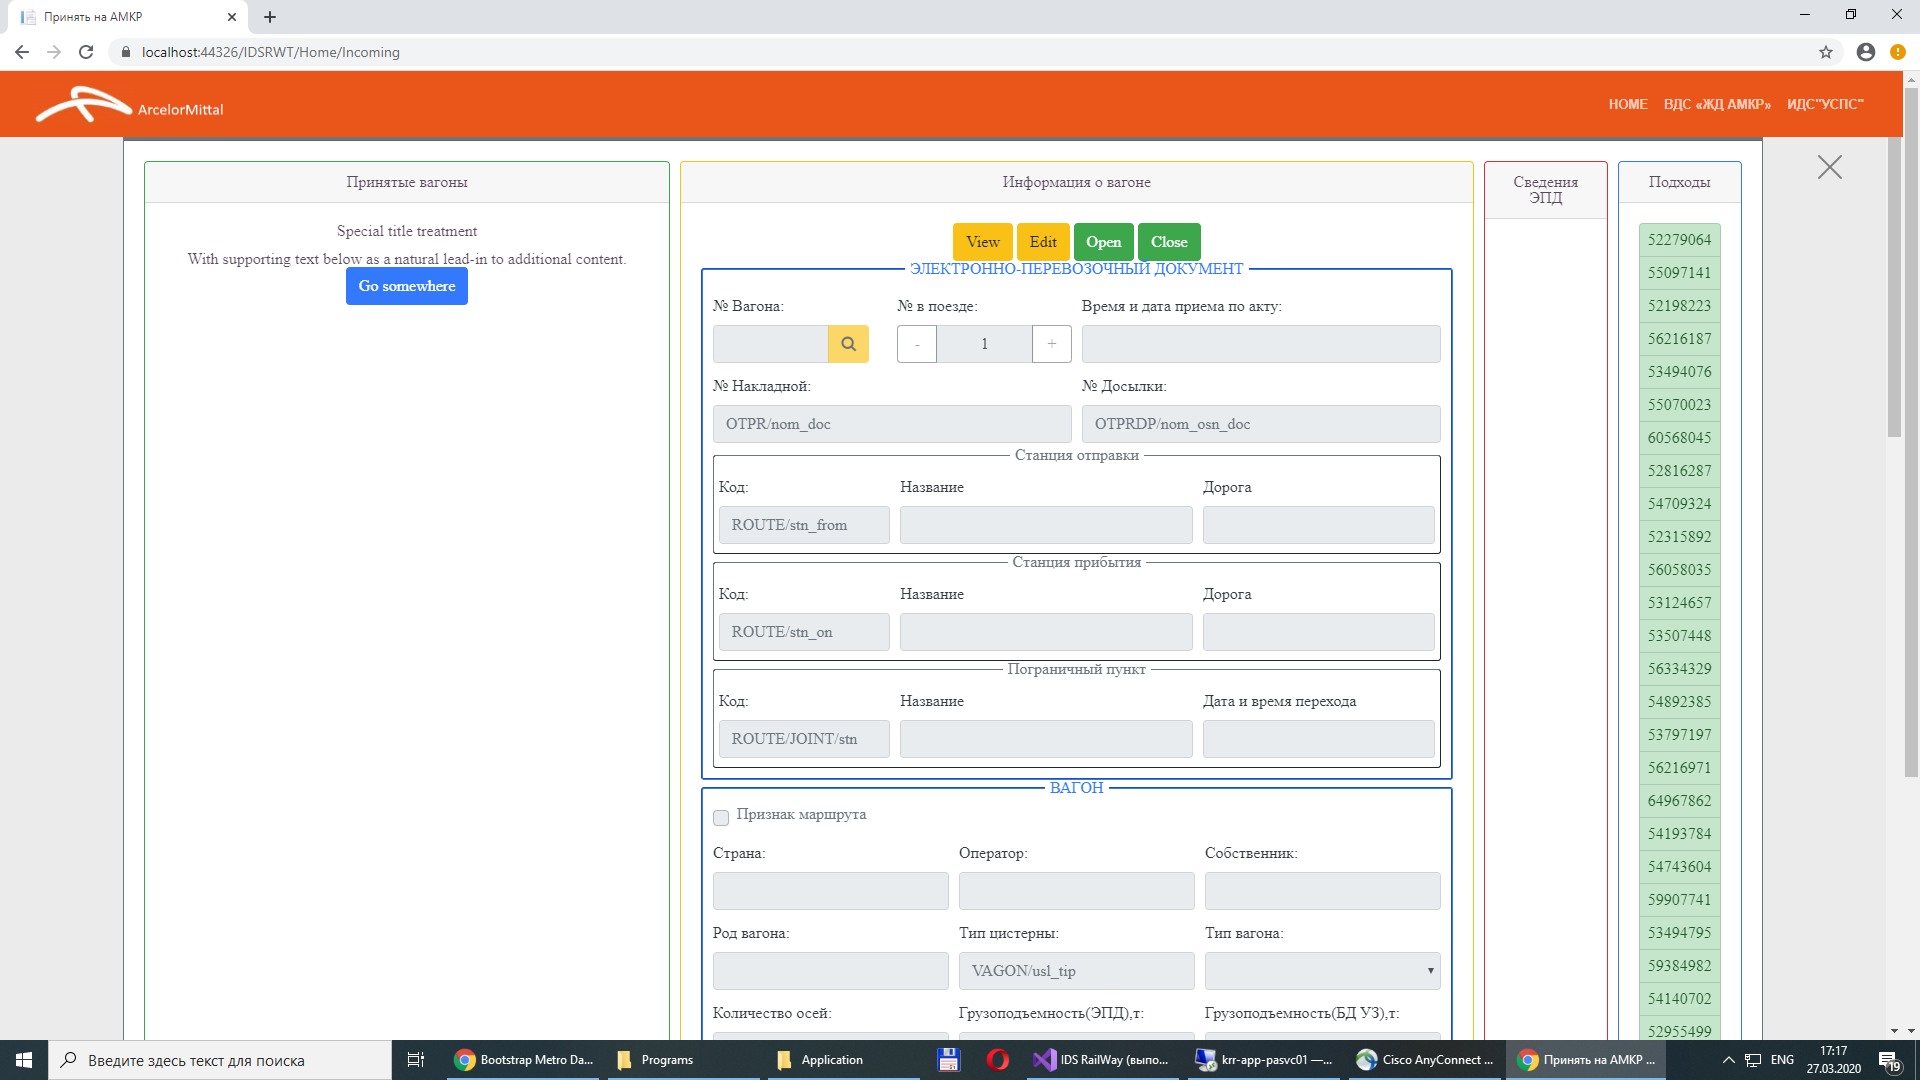 Принять на АМКР
localhost:44326/IDSRWT/Home/Incoming
ArcelorMittal
HOME ВДС «ЖД АМКР» ИДС"УСПС"
Принятые вагоны
Special title treatment
With supporting text below as a natural lead-in to additional content.
Go somewhere
Информация о вагоне
View Edit Open Close
ЭЛЕКТРОННО-ПЕРЕВОЗОЧНЫЙ ДОКУМЕНТ
№ Вагона: № в поезде: Время и дата приема по акту:
- 1 +
№ Накладной: № Досылки:
OTPR/nom_doc OTPRDP/nom_osn_doc
Станция отправки
Код: Название Дорога
ROUTE/stn_from
Станция прибытия
Код: Название Дорога
ROUTE/stn_on
Пограничный пункт
Код: Название Дата и время перехода
ROUTE/JOINT/stn
ВАГОН
Признак маршрута
Страна: Оператор: Собственник:
Род вагона: Тип цистерны: Тип вагона:
VAGON/usl_tip
Количество осей: Грузоподъемность(ЭПД),т: Грузоподъемность(БД УЗ),т:
Сведения
ЭПД
Подходы
52279064
55097141
52198223
56216187
53494076
55070023
60568045
52816287
54709324
52315892
56058035
53124657
53507448
56334329
54892385
53797197
56216971
64967862
54193784
54743604
59907741
53494795
59384982
54140702
52955499
Введите здесь текст для поиска
Bootstrap Metro Da...
Programs
Application
IDS RailWay (выпо...
krr-app-pasvc01 —...
Cisco AnyConnect ...
Принять на АМКР ...
ENG
17:17
27.03.2020
19